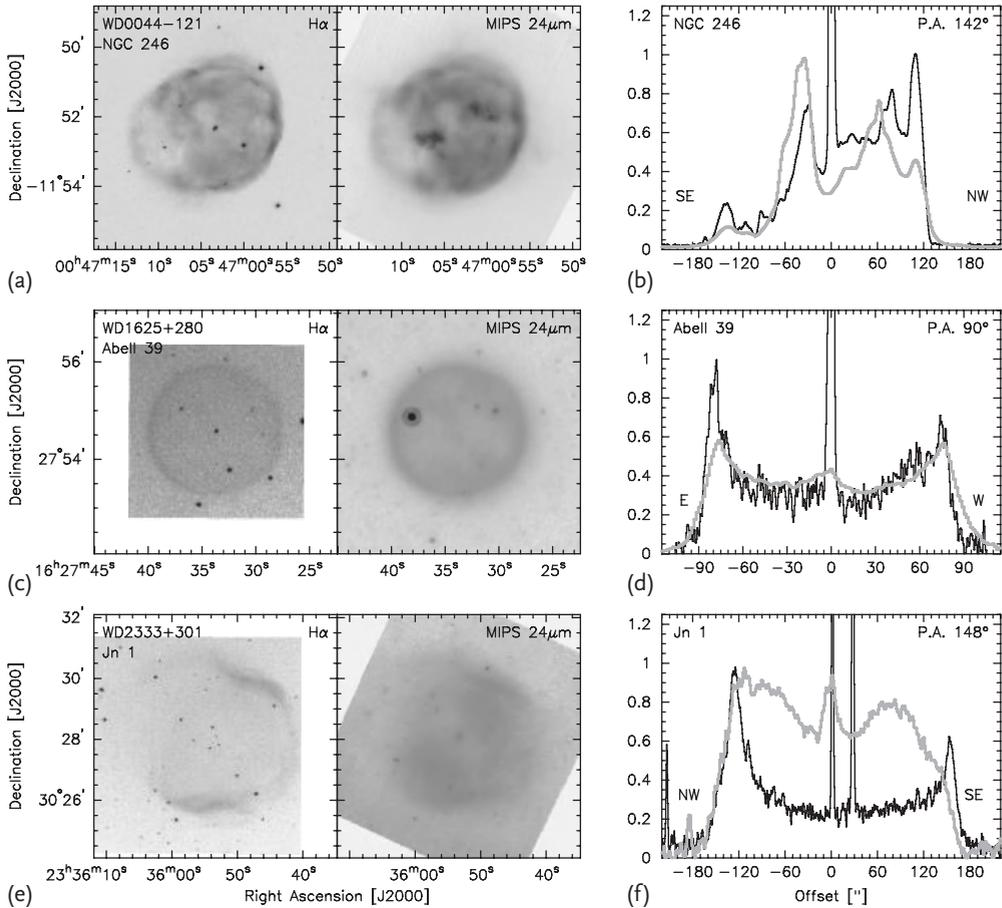 WD0044−121 Hα MIPS 24μm
NGC 246
50'
52'
−11°54'
Declination [J2000]
00ʰ47ᵐ15ˢ 10ˢ 05ˢ 47ᵐ00ˢ55ˢ 50ˢ
10ˢ 05ˢ 47ᵐ00ˢ55ˢ 50ˢ
(a)
NGC 246 P.A. 142°
1.2
1
0.8
0.6
0.4
0.2
0
SE NW
−180 −120 −60 0 60 120 180
(b)
WD1625+280 Hα MIPS 24μm
Abell 39
56'
27°54'
Declination [J2000]
16ʰ27ᵐ45ˢ 40ˢ 35ˢ 30ˢ 25ˢ
40ˢ 35ˢ 30ˢ 25ˢ
(c)
Abell 39 P.A. 90°
1.2
1
0.8
0.6
0.4
0.2
0
E W
−90 −60 −30 0 30 60 90
(d)
WD2333+301 Hα MIPS 24μm
Jn 1
32'
30'
28'
30°26'
Declination [J2000]
23ʰ36ᵐ10ˢ 36ᵐ00ˢ 50ˢ 40ˢ
36ᵐ00ˢ 50ˢ 40ˢ
Right Ascension [J2000]
(e)
Jn 1 P.A. 148°
1.2
1
0.8
0.6
0.4
0.2
0
NW SE
−180 −120 −60 0 60 120 180
Offset ["]
(f)